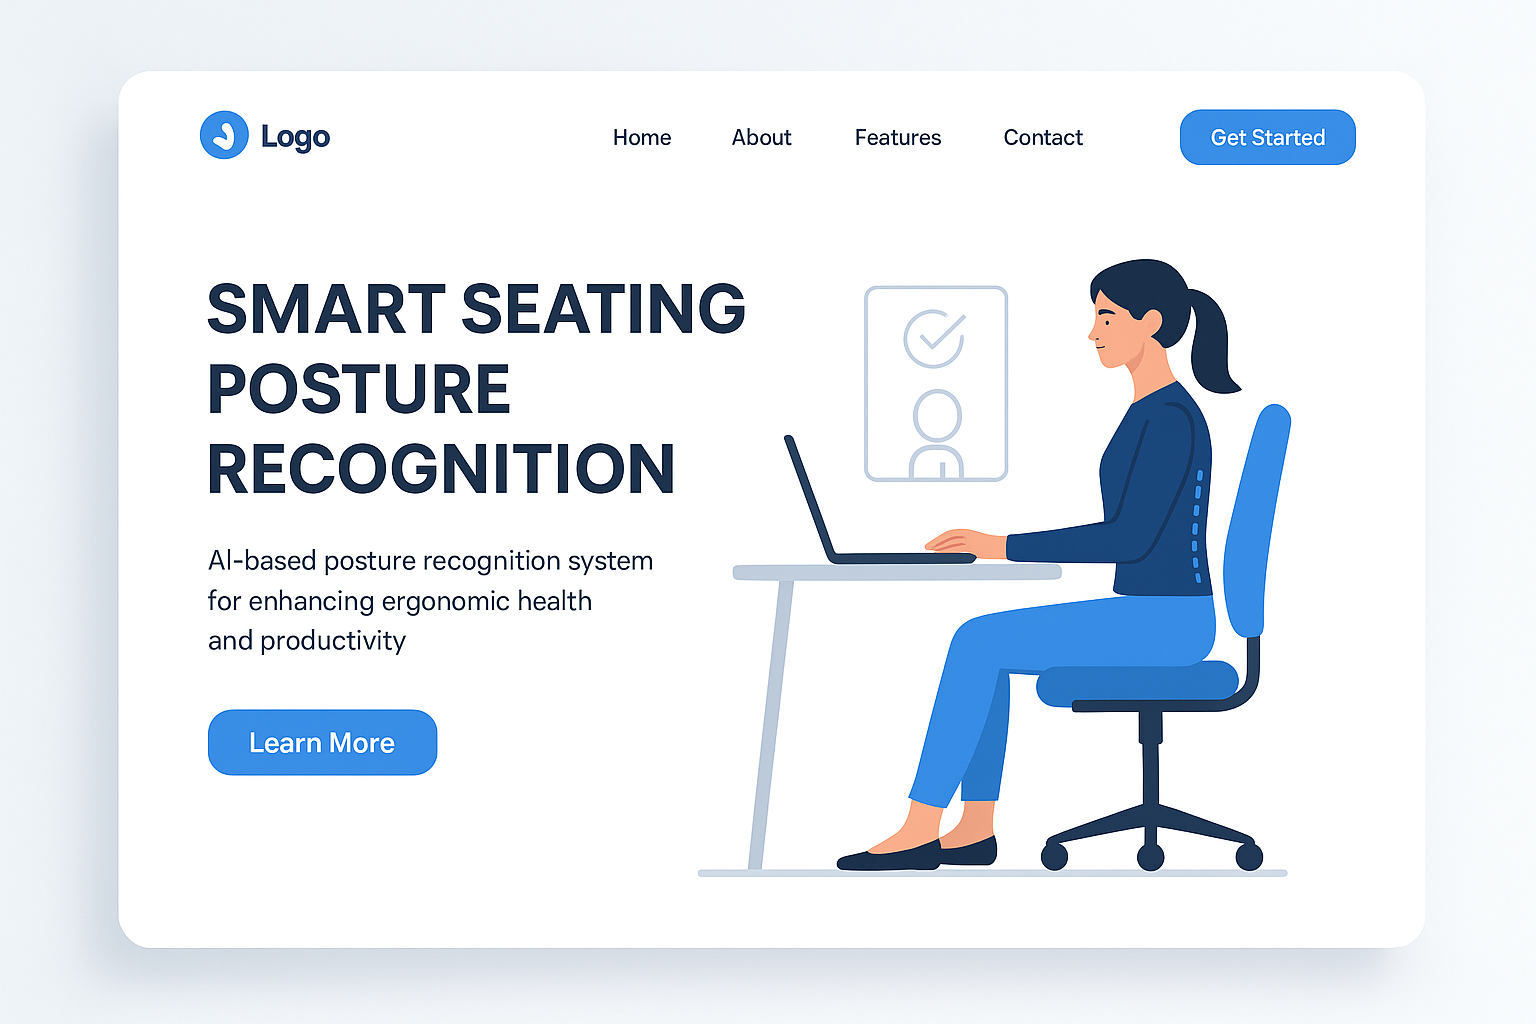 Logo
Home
About
Features
Contact
Get Started
SMART SEATING
POSTURE
RECOGNITION
AI-based posture recognition system
for enhancing ergonomic health
and productivity
Learn More